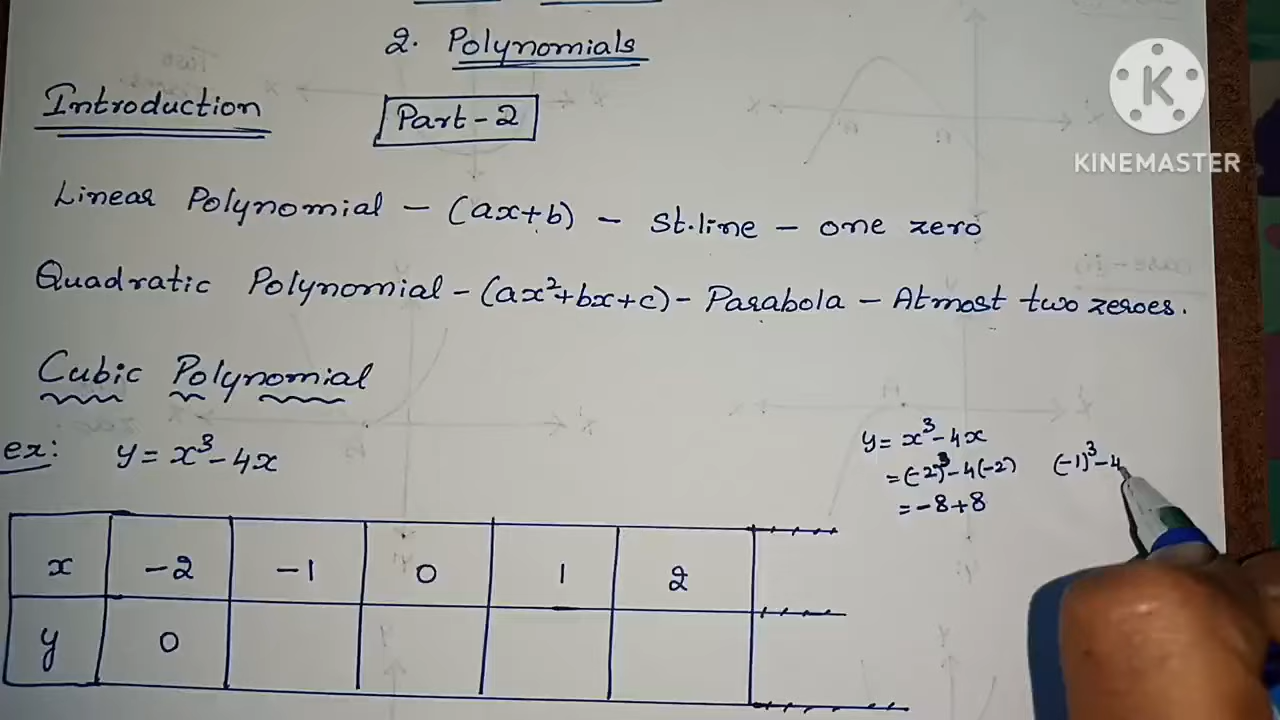 2. Polynomials
Introduction
Part-2
K
KINEMASTER
Linear Polynomial - (ax+b) - St.line - one zero
Quadratic Polynomial - (ax²+bx+c) - Parabola - Atmost two zeroes.
Cubic Polynomial
ex: y = x³-4x
y = x³-4x
= (-2)³-4(-2)
= -8+8
(-1)³-4
x -2 -1 0 1 2
y 0